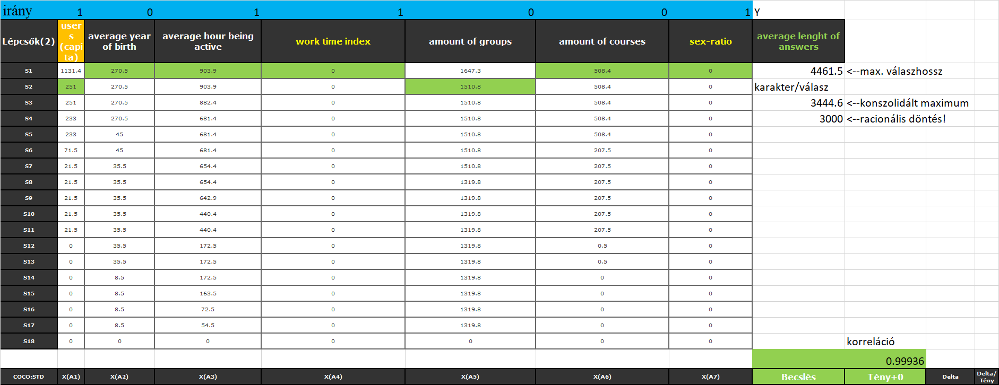 irány 1 0 1 1 0 0 1 Y
Lépcsők(2) users (capita) average year of birth average hour being active work time index amount of groups amount of courses sex-ratio average lenght of answers
S1 1131.4 270.5 903.9 0 1647.3 508.4 0 4461.5 <--max. válaszhossz
S2 251 270.5 903.9 0 1510.8 508.4 0 karakter/válasz
S3 251 270.5 882.4 0 1510.8 508.4 0 3444.6 <--konszolidált maximum
S4 233 270.5 681.4 0 1510.8 508.4 0 3000 <--racionális döntés!
S5 233 45 681.4 0 1510.8 508.4 0
S6 71.5 45 681.4 0 1510.8 207.5 0
S7 21.5 35.5 654.4 0 1510.8 207.5 0
S8 21.5 35.5 654.4 0 1319.8 207.5 0
S9 21.5 35.5 642.9 0 1319.8 207.5 0
S10 21.5 35.5 440.4 0 1319.8 207.5 0
S11 21.5 35.5 440.4 0 1319.8 207.5 0
S12 0 35.5 172.5 0 1319.8 0.5 0
S13 0 35.5 172.5 0 1319.8 0.5 0
S14 0 8.5 172.5 0 1319.8 0 0
S15 0 8.5 163.5 0 1319.8 0 0
S16 0 8.5 72.5 0 1319.8 0 0
S17 0 8.5 54.5 0 1319.8 0 0
S18 0 0 0 0 0 0 0 korreláció
0.99936
COCO:STD X(A1) X(A2) X(A3) X(A4) X(A5) X(A6) X(A7) Becslés Tény+0 Delta Delta/Tény